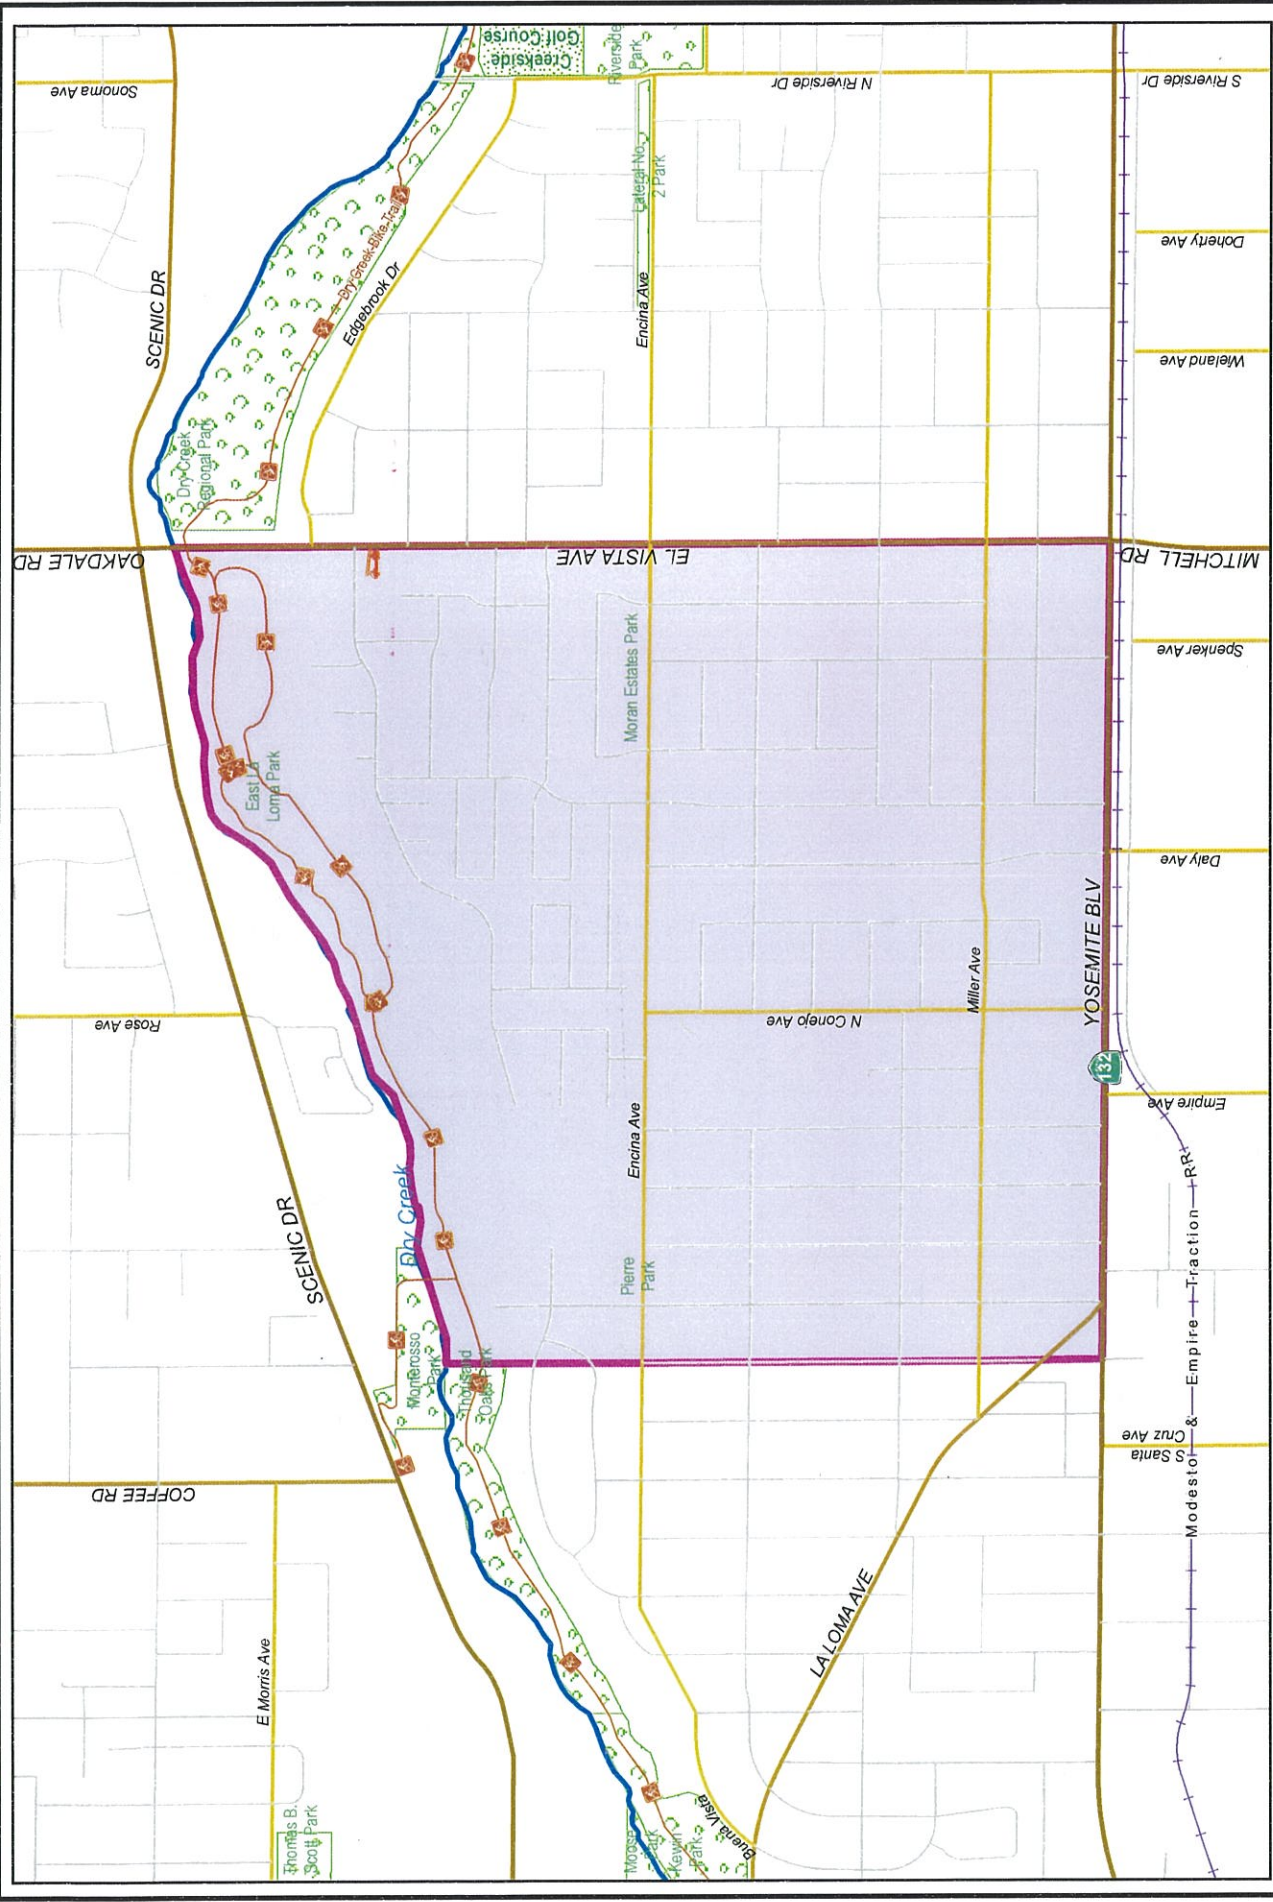 Sonoma Ave
SCENIC DR
Creekside
Golf Course
Riverside
Park
N Riverside Dr
S Riverside Dr
Lateral No.
2 Park
Dry Creek Bike Trail
Edgebrook Dr
Encina Ave
Doherty Ave
Wieland Ave
Dry Creek
Regional Park
OAKDALE RD
EL VISTA AVE
MITCHELL RD
Spenker Ave
Moran Estates Park
East La
Loma Park
Daly Ave
YOSEMITE BLV
Miller Ave
N Conejo Ave
Rose Ave
132
Empire Ave
Encina Ave
Dry Creek
SCENIC DR
Pierre
Park
Monterosso
Park
Thousand
Oaks Park
Modesto & Empire Traction RR
S Santa
Cruz Ave
COFFEE RD
LA LOMA AVE
E Morris Ave
Thomas B.
Scott Park
Moose
Park
Kewin
Park
Buena Vista